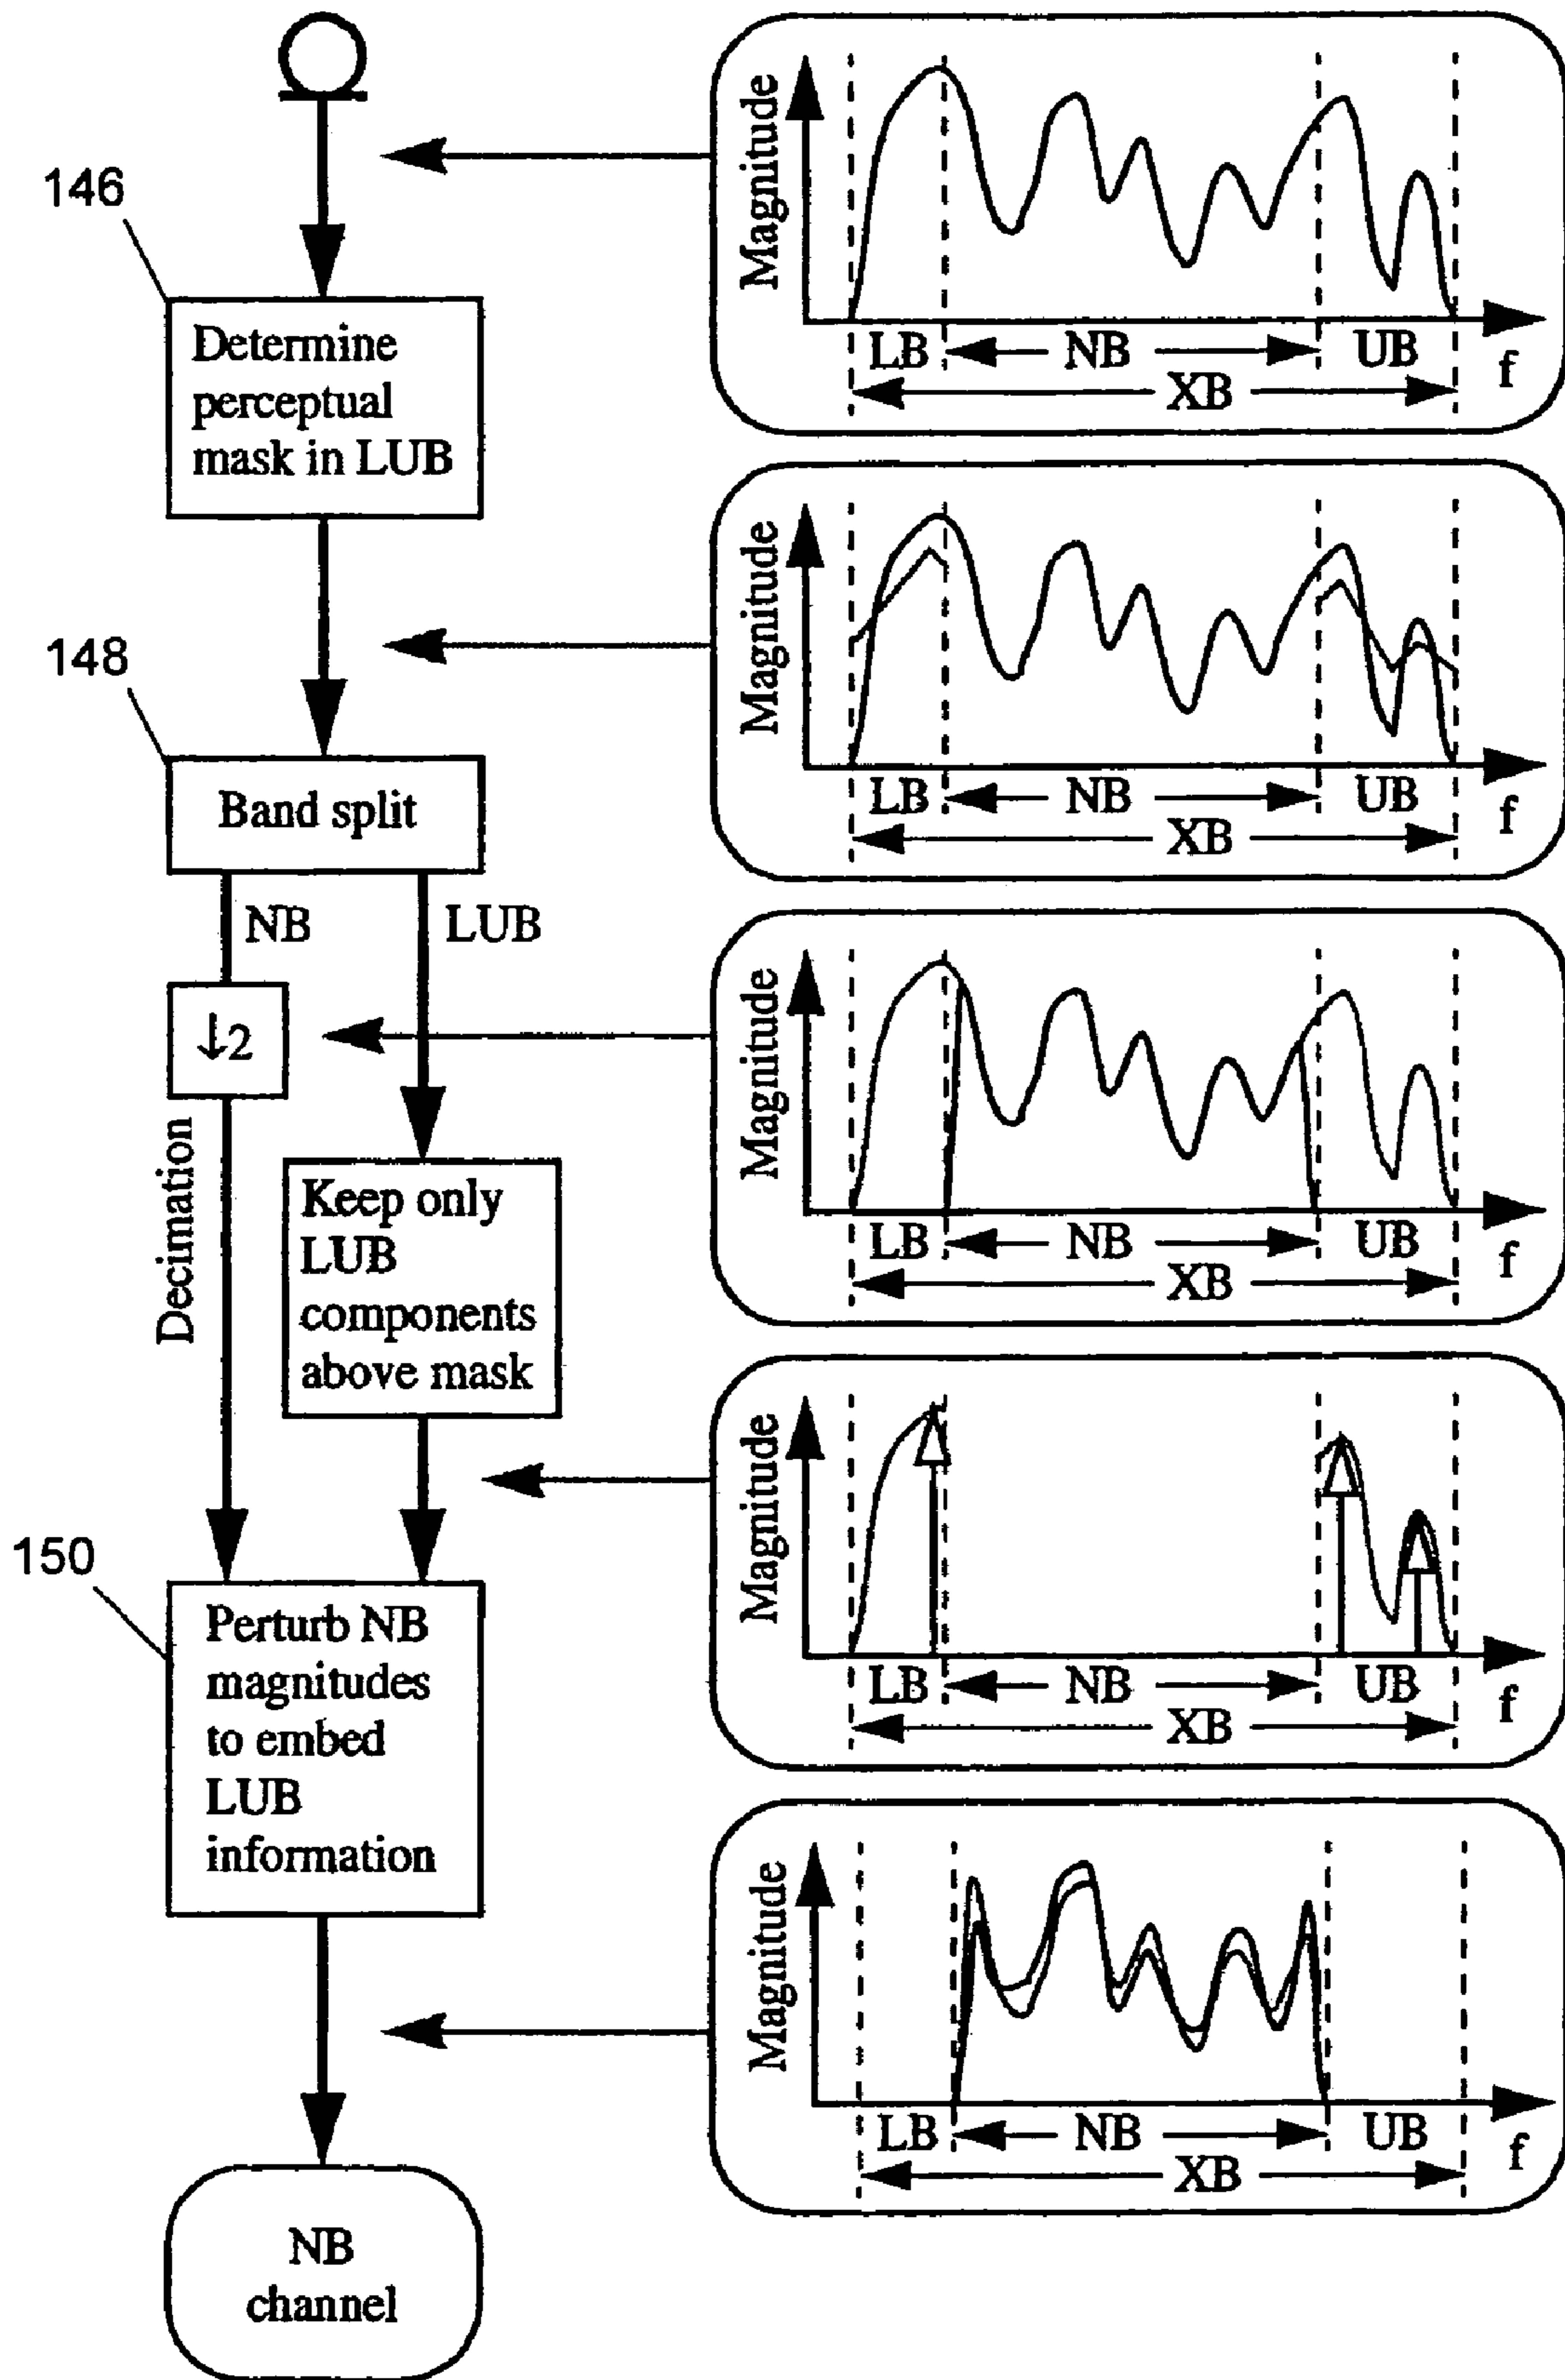 Magnitude
LB
NB
UB
f
XB
146
Determine
perceptual
mask in LUB
Magnitude
LB
NB
UB
f
XB
148
Band split
NB
LUB
Magnitude
LB
NB
UB
f
XB
↓2
Decimation
Keep only
LUB
components
above mask
Magnitude
LB
NB
UB
f
XB
150
Perturb NB
magnitudes
to embed
LUB
information
Magnitude
LB
NB
UB
f
XB
NB
channel